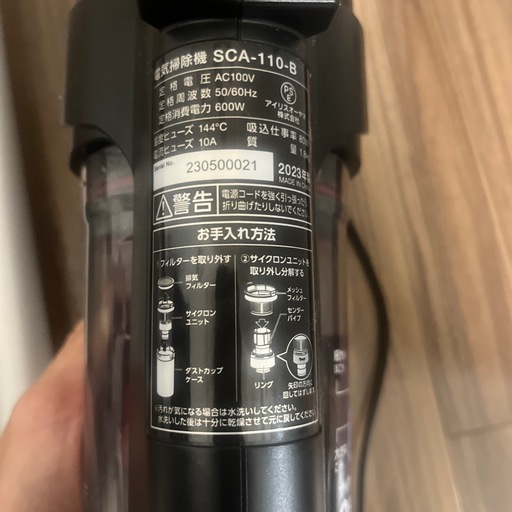 電気掃除機 SCA-110-B
定格電圧 AC100V
定格周波数 50/60Hz
定格消費電力 600W
PS E
アイリスオーヤマ
株式会社
温度ヒューズ 144℃ 吸込仕事率
電流ヒューズ 10A 質 量
Serial No. 230500021
2023年
MADE IN
警告
電源コードを強く引っ張ったり
折り曲げたりしないでください。
お手入れ方法
フィルターを取り外す
排気
フィルター
サイクロン
ユニット
ダストカップ
ケース
②サイクロンユニットを
取り外し分解する
メッシュ
フィルター
センター
パイプ
リング
矢印の方向に
回してはずします。
汚れが気になる場合は水洗いしてください。
水洗いした後は十分に乾燥させて元に戻してください。